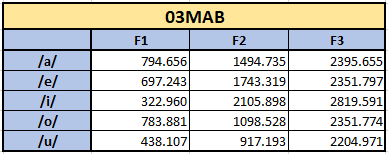 03MAB
F1 F2 F3
/a/ 794.656 1494.735 2395.655
/e/ 697.243 1743.319 2351.797
/i/ 322.960 2105.898 2819.591
/o/ 783.881 1098.528 2351.774
/u/ 438.107 917.193 2204.971